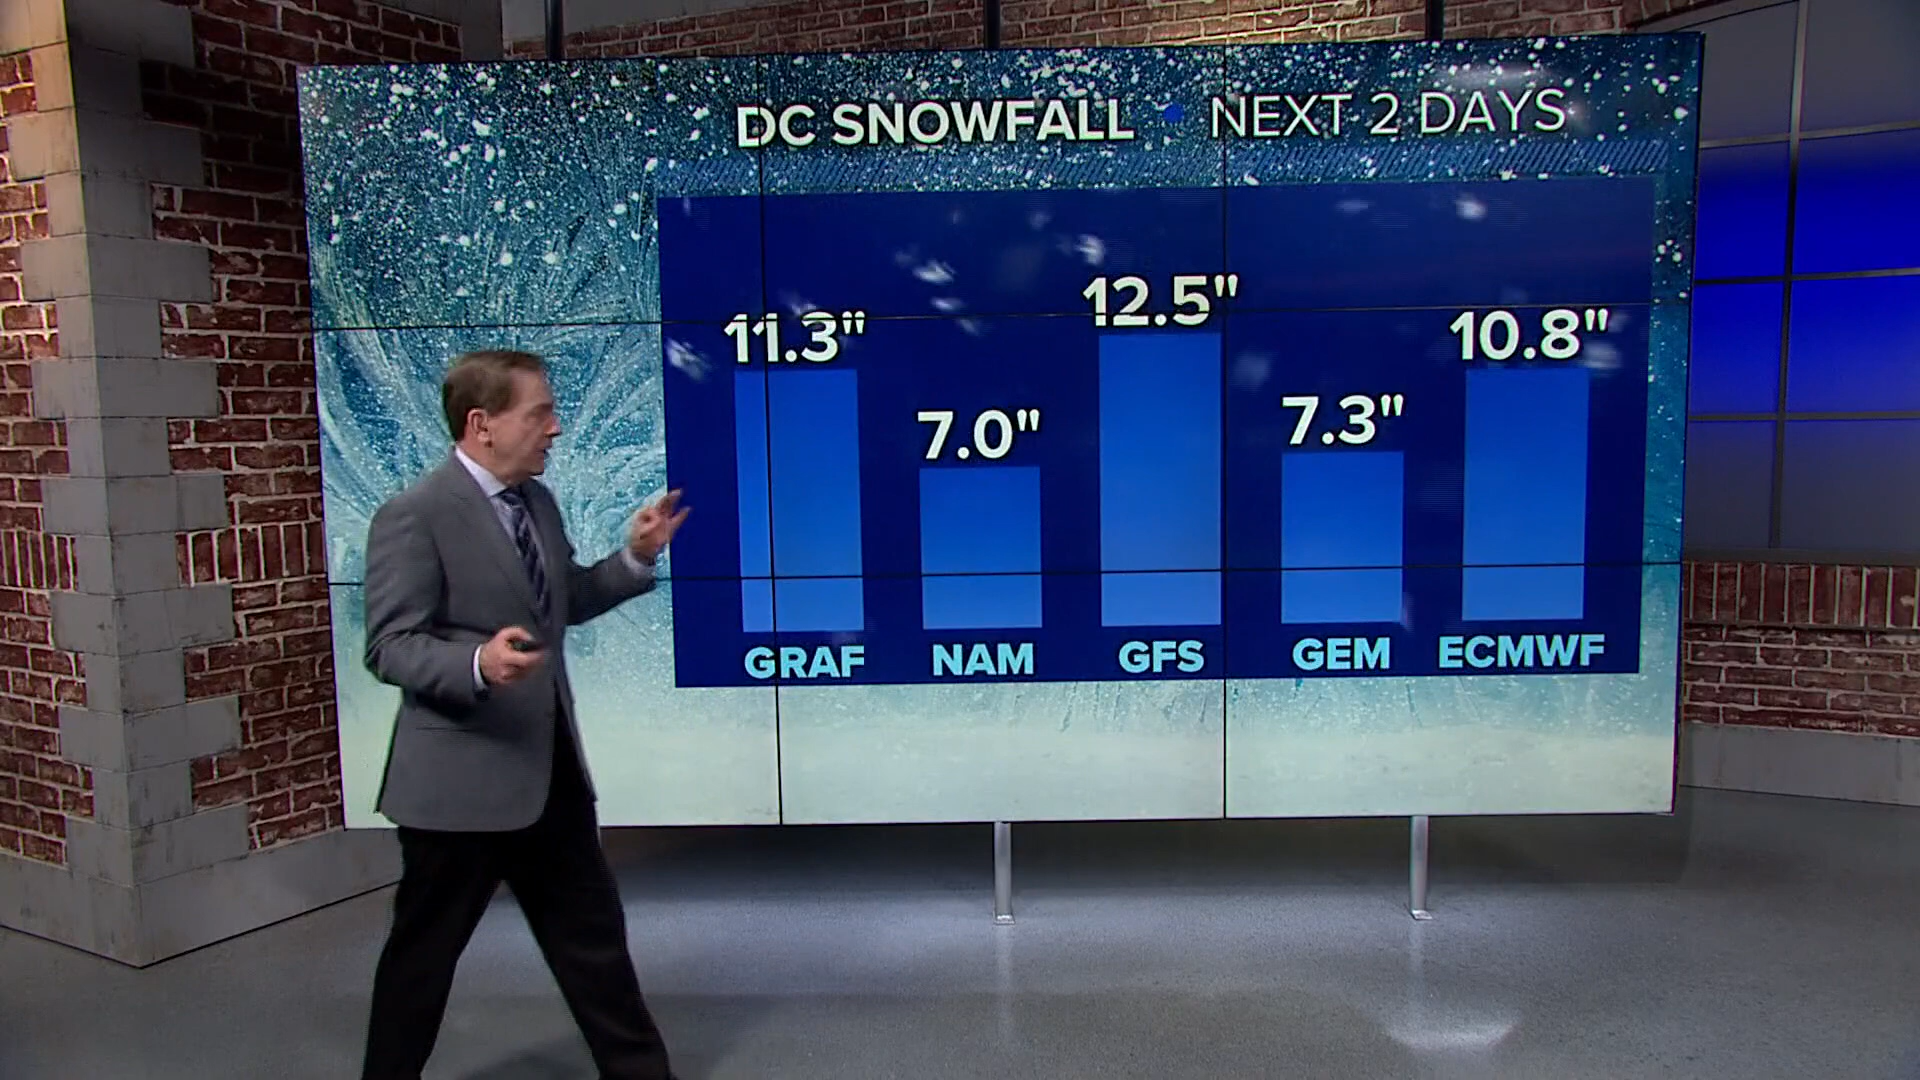 DC SNOWFALL • NEXT 2 DAYS
11.3" 7.0" 12.5" 7.3" 10.8"
GRAF NAM GFS GEM ECMWF